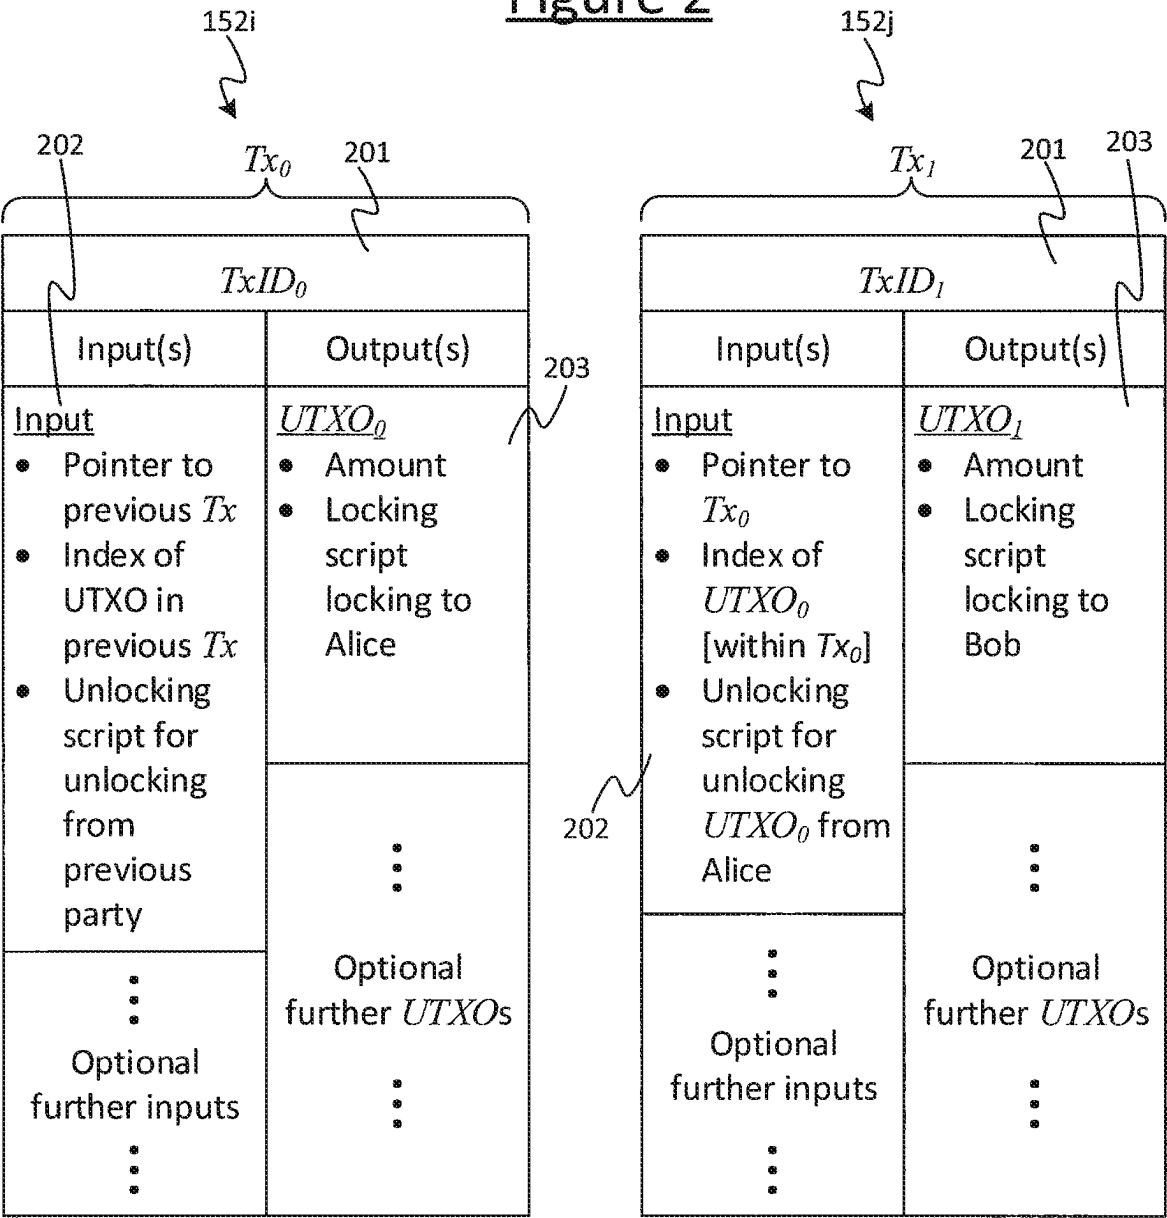 Figure 2
152i
152j
202
Tx₀
201
Tx₁
201
203
TxID₀
TxID₁
Input(s)
Output(s)
Input(s)
Output(s)
203
Input
• Pointer to
previous Tx
• Index of
UTXO in
previous Tx
• Unlocking
script for
unlocking
from
previous
party
Optional
further inputs
UTXO₀
• Amount
• Locking
script
locking to
Alice
Optional
further UTXOs
Input
• Pointer to
Tx₀
• Index of
UTXO₀
[within Tx₀]
• Unlocking
script for
unlocking
UTXO₀ from
Alice
202
Optional
further inputs
UTXO₁
• Amount
• Locking
script
locking to
Bob
Optional
further UTXOs